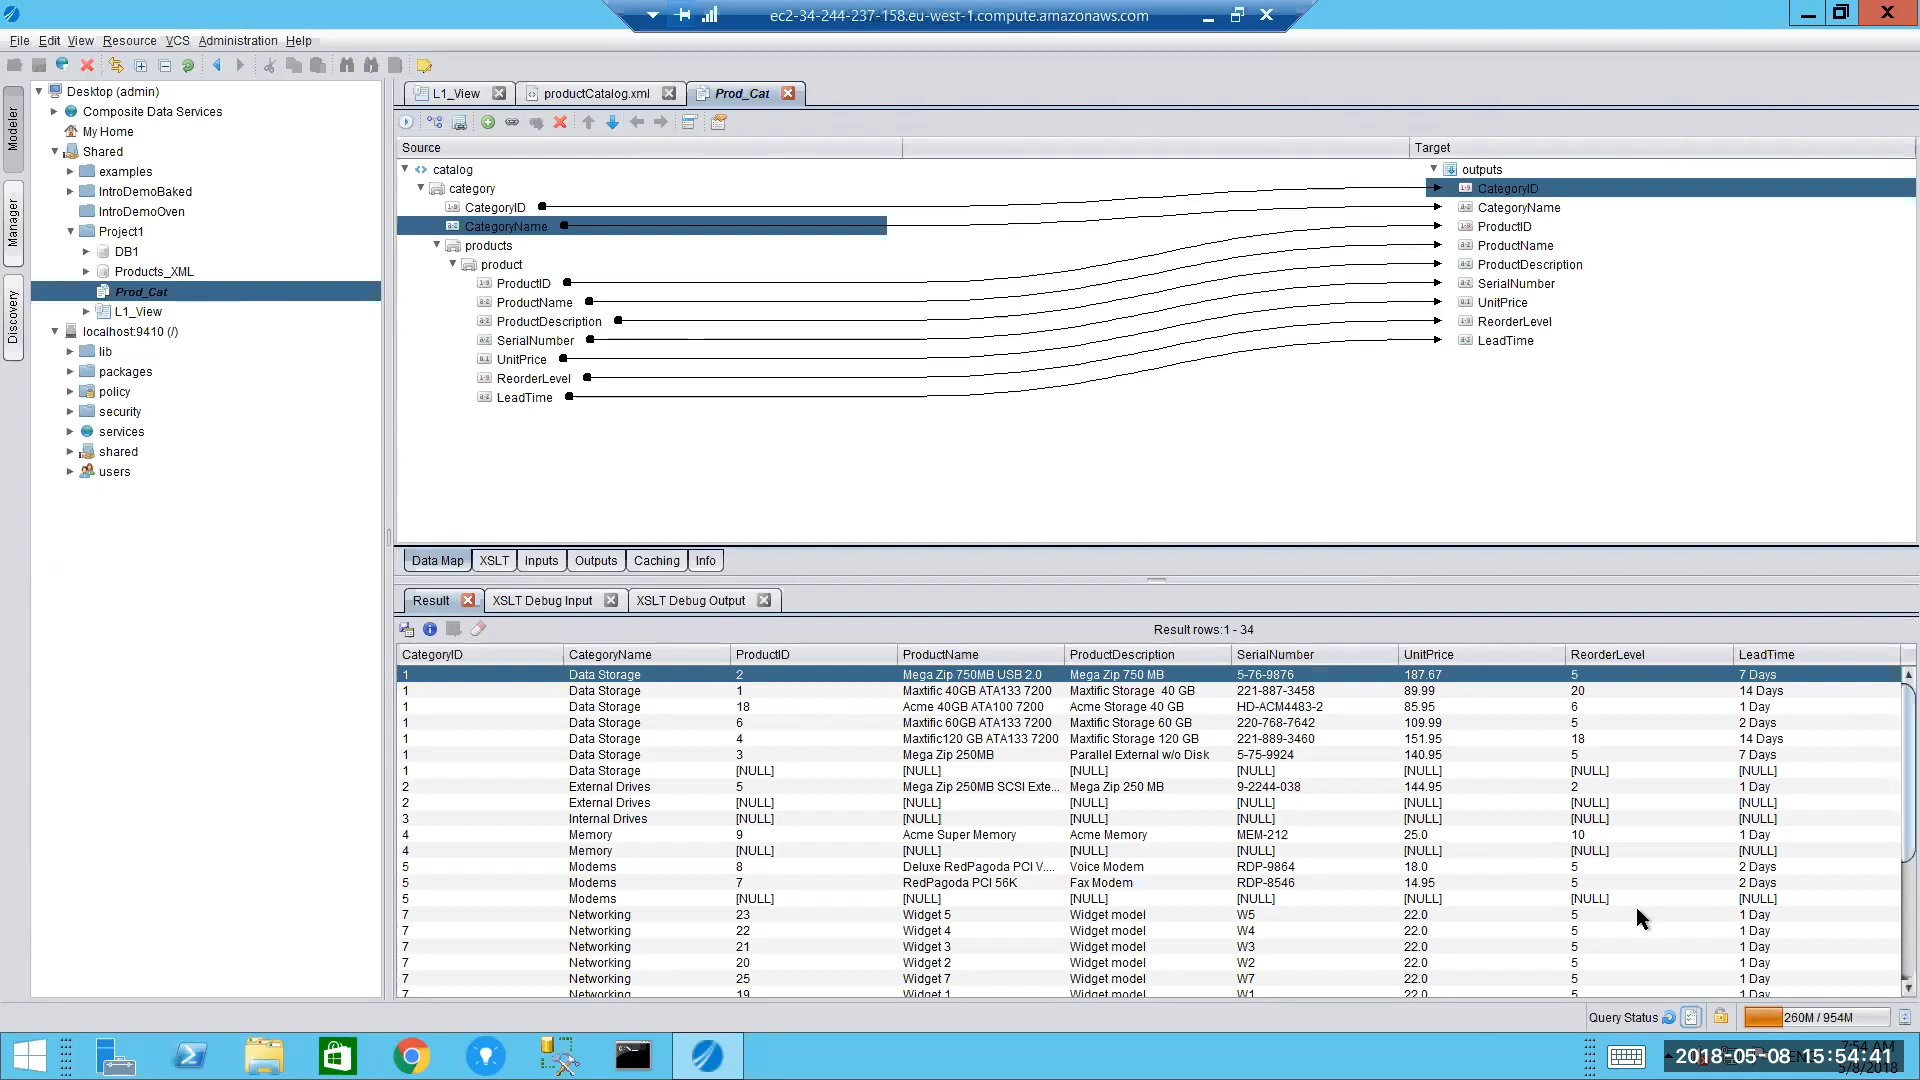 ec2-34-244-237-158.eu-west-1.compute.amazonaws.com
File Edit View Resource VCS Administration Help
Modeler
Manager
Discovery
Desktop (admin)
Composite Data Services
My Home
Shared
examples
IntroDemoBaked
IntroDemoOven
Project1
DB1
Products_XML
Prod_Cat
L1_View
localhost:9410 (/)
lib
packages
policy
security
services
shared
users
L1_View productCatalog.xml Prod_Cat
Source Target
catalog
category
CategoryID
CategoryName
products
product
ProductID
ProductName
ProductDescription
SerialNumber
UnitPrice
ReorderLevel
LeadTime
outputs
CategoryID
CategoryName
ProductID
ProductName
ProductDescription
SerialNumber
UnitPrice
ReorderLevel
LeadTime
Data Map XSLT Inputs Outputs Caching Info
Result XSLT Debug Input XSLT Debug Output
Result rows:1 - 34
CategoryID CategoryName ProductID ProductName ProductDescription SerialNumber UnitPrice ReorderLevel LeadTime
1 Data Storage 2 Mega Zip 750MB USB 2.0 Mega Zip 750 MB 5-76-9876 187.67 5 7 Days
1 Data Storage 1 Maxtific 40GB ATA133 7200 Maxtific Storage 40 GB 221-887-3458 89.99 20 14 Days
1 Data Storage 18 Acme 40GB ATA100 7200 Acme Storage 40 GB HD-ACM4483-2 85.95 6 1 Day
1 Data Storage 6 Maxtific 60GB ATA133 7200 Maxtific Storage 60 GB 220-768-7642 109.99 5 2 Days
1 Data Storage 4 Maxtific120 GB ATA133 7200 Maxtific Storage 120 GB 221-889-3460 151.95 18 14 Days
1 Data Storage 3 Mega Zip 250MB Parallel External w/o Disk 5-75-9924 140.95 5 7 Days
1 Data Storage [NULL] [NULL] [NULL] [NULL] [NULL] [NULL] [NULL]
2 External Drives 5 Mega Zip 250MB SCSI Exte... Mega Zip 250 MB 9-2244-038 144.95 2 1 Day
2 External Drives [NULL] [NULL] [NULL] [NULL] [NULL] [NULL] [NULL]
3 Internal Drives [NULL] [NULL] [NULL] [NULL] [NULL] [NULL] [NULL]
4 Memory 9 Acme Super Memory Acme Memory MEM-212 25.0 10 1 Day
4 Memory [NULL] [NULL] [NULL] [NULL] [NULL] [NULL] [NULL]
5 Modems 8 Deluxe RedPagoda PCI V.... Voice Modem RDP-9864 18.0 5 2 Days
5 Modems 7 RedPagoda PCI 56K Fax Modem RDP-8546 14.95 5 2 Days
5 Modems [NULL] [NULL] [NULL] [NULL] [NULL] [NULL] [NULL]
7 Networking 23 Widget 5 Widget model W5 22.0 5 1 Day
7 Networking 22 Widget 4 Widget model W4 22.0 5 1 Day
7 Networking 21 Widget 3 Widget model W3 22.0 5 1 Day
7 Networking 20 Widget 2 Widget model W2 22.0 5 1 Day
7 Networking 25 Widget 7 Widget model W7 22.0 5 1 Day
7 Networking 19 Widget 1 Widget model W1 22.0 5 1 Day
Query Status 260M / 954M
2018-05-08 15:54:41